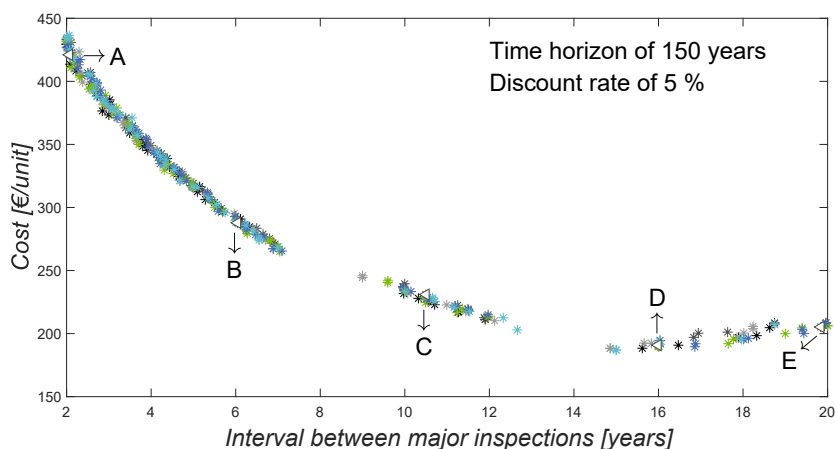 Time horizon of 150 years
Discount rate of 5 %
Cost [€/unit]
450
400
350
300
250
200
150
A
B
C
D
E
2 4 6 8 10 12 14 16 18 20
Interval between major inspections [years]